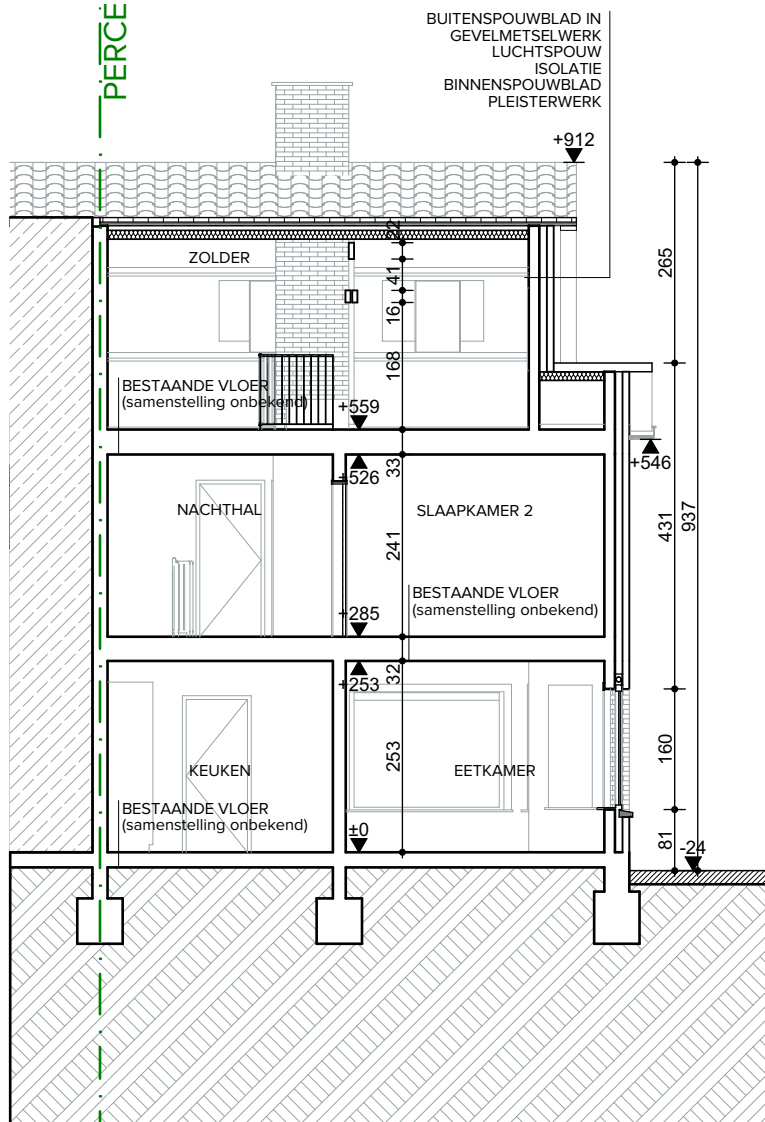 PERCE
BUITENSPOUWBLAD IN
GEVELMETSELWERK
LUCHTSPOUW
ISOLATIE
BINNENSPOUWBLAD
PLEISTERWERK
+912
22
ZOLDER
265
41
16
168
BESTAANDE VLOER
(samenstelling onbekend)
+559
+546
33
+526
NACHTHAL
SLAAPKAMER 2
431
937
241
BESTAANDE VLOER
(samenstelling onbekend)
+285
32
+253
253
160
KEUKEN
EETKAMER
BESTAANDE VLOER
(samenstelling onbekend)
±0
81
-24